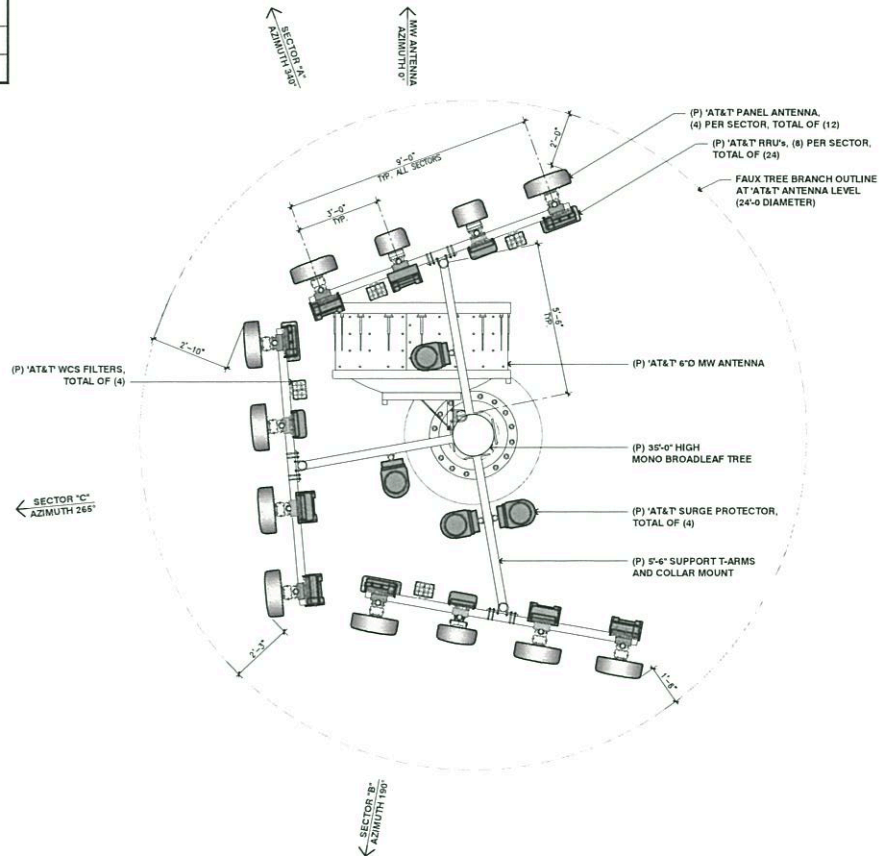 SECTOR "A"
AZIMUTH 340°
MW ANTENNA
AZIMUTH 0°
(P) 'AT&T' PANEL ANTENNA,
(4) PER SECTOR, TOTAL OF (12)
(P) 'AT&T' RRU's, (8) PER SECTOR,
TOTAL OF (24)
FAUX TREE BRANCH OUTLINE
AT 'AT&T' ANTENNA LEVEL
(24'-0 DIAMETER)
2'-0"
9'-0"
TYP. ALL SECTORS
3'-0"
TYP.
5'-6"
TYP.
2'-10"
(P) 'AT&T' WCS FILTERS,
TOTAL OF (4)
(P) 'AT&T' 6'Ø MW ANTENNA
(P) 35'-0" HIGH
MONO BROADLEAF TREE
SECTOR "C"
AZIMUTH 265°
(P) 'AT&T' SURGE PROTECTOR,
TOTAL OF (4)
(P) 5'-6" SUPPORT T-ARMS
AND COLLAR MOUNT
2'-3"
1'-6"
SECTOR "B"
AZIMUTH 190°